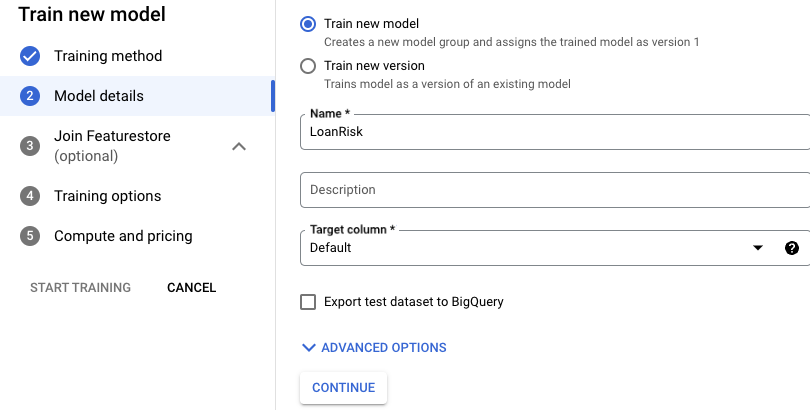 Train new model
Training method
2 Model details
3 Join Featurestore
(optional)
4 Training options
5 Compute and pricing
START TRAINING CANCEL
Train new model
Creates a new model group and assigns the trained model as version 1
Train new version
Trains model as a version of an existing model
Name *
LoanRisk
Description
Target column *
Default
?
Export test dataset to BigQuery
ADVANCED OPTIONS
CONTINUE